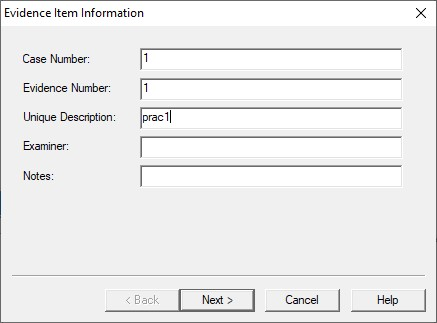 Evidence Item Information
Case Number: 1
Evidence Number: 1
Unique Description: prac1
Examiner:
Notes:
< Back Next > Cancel Help